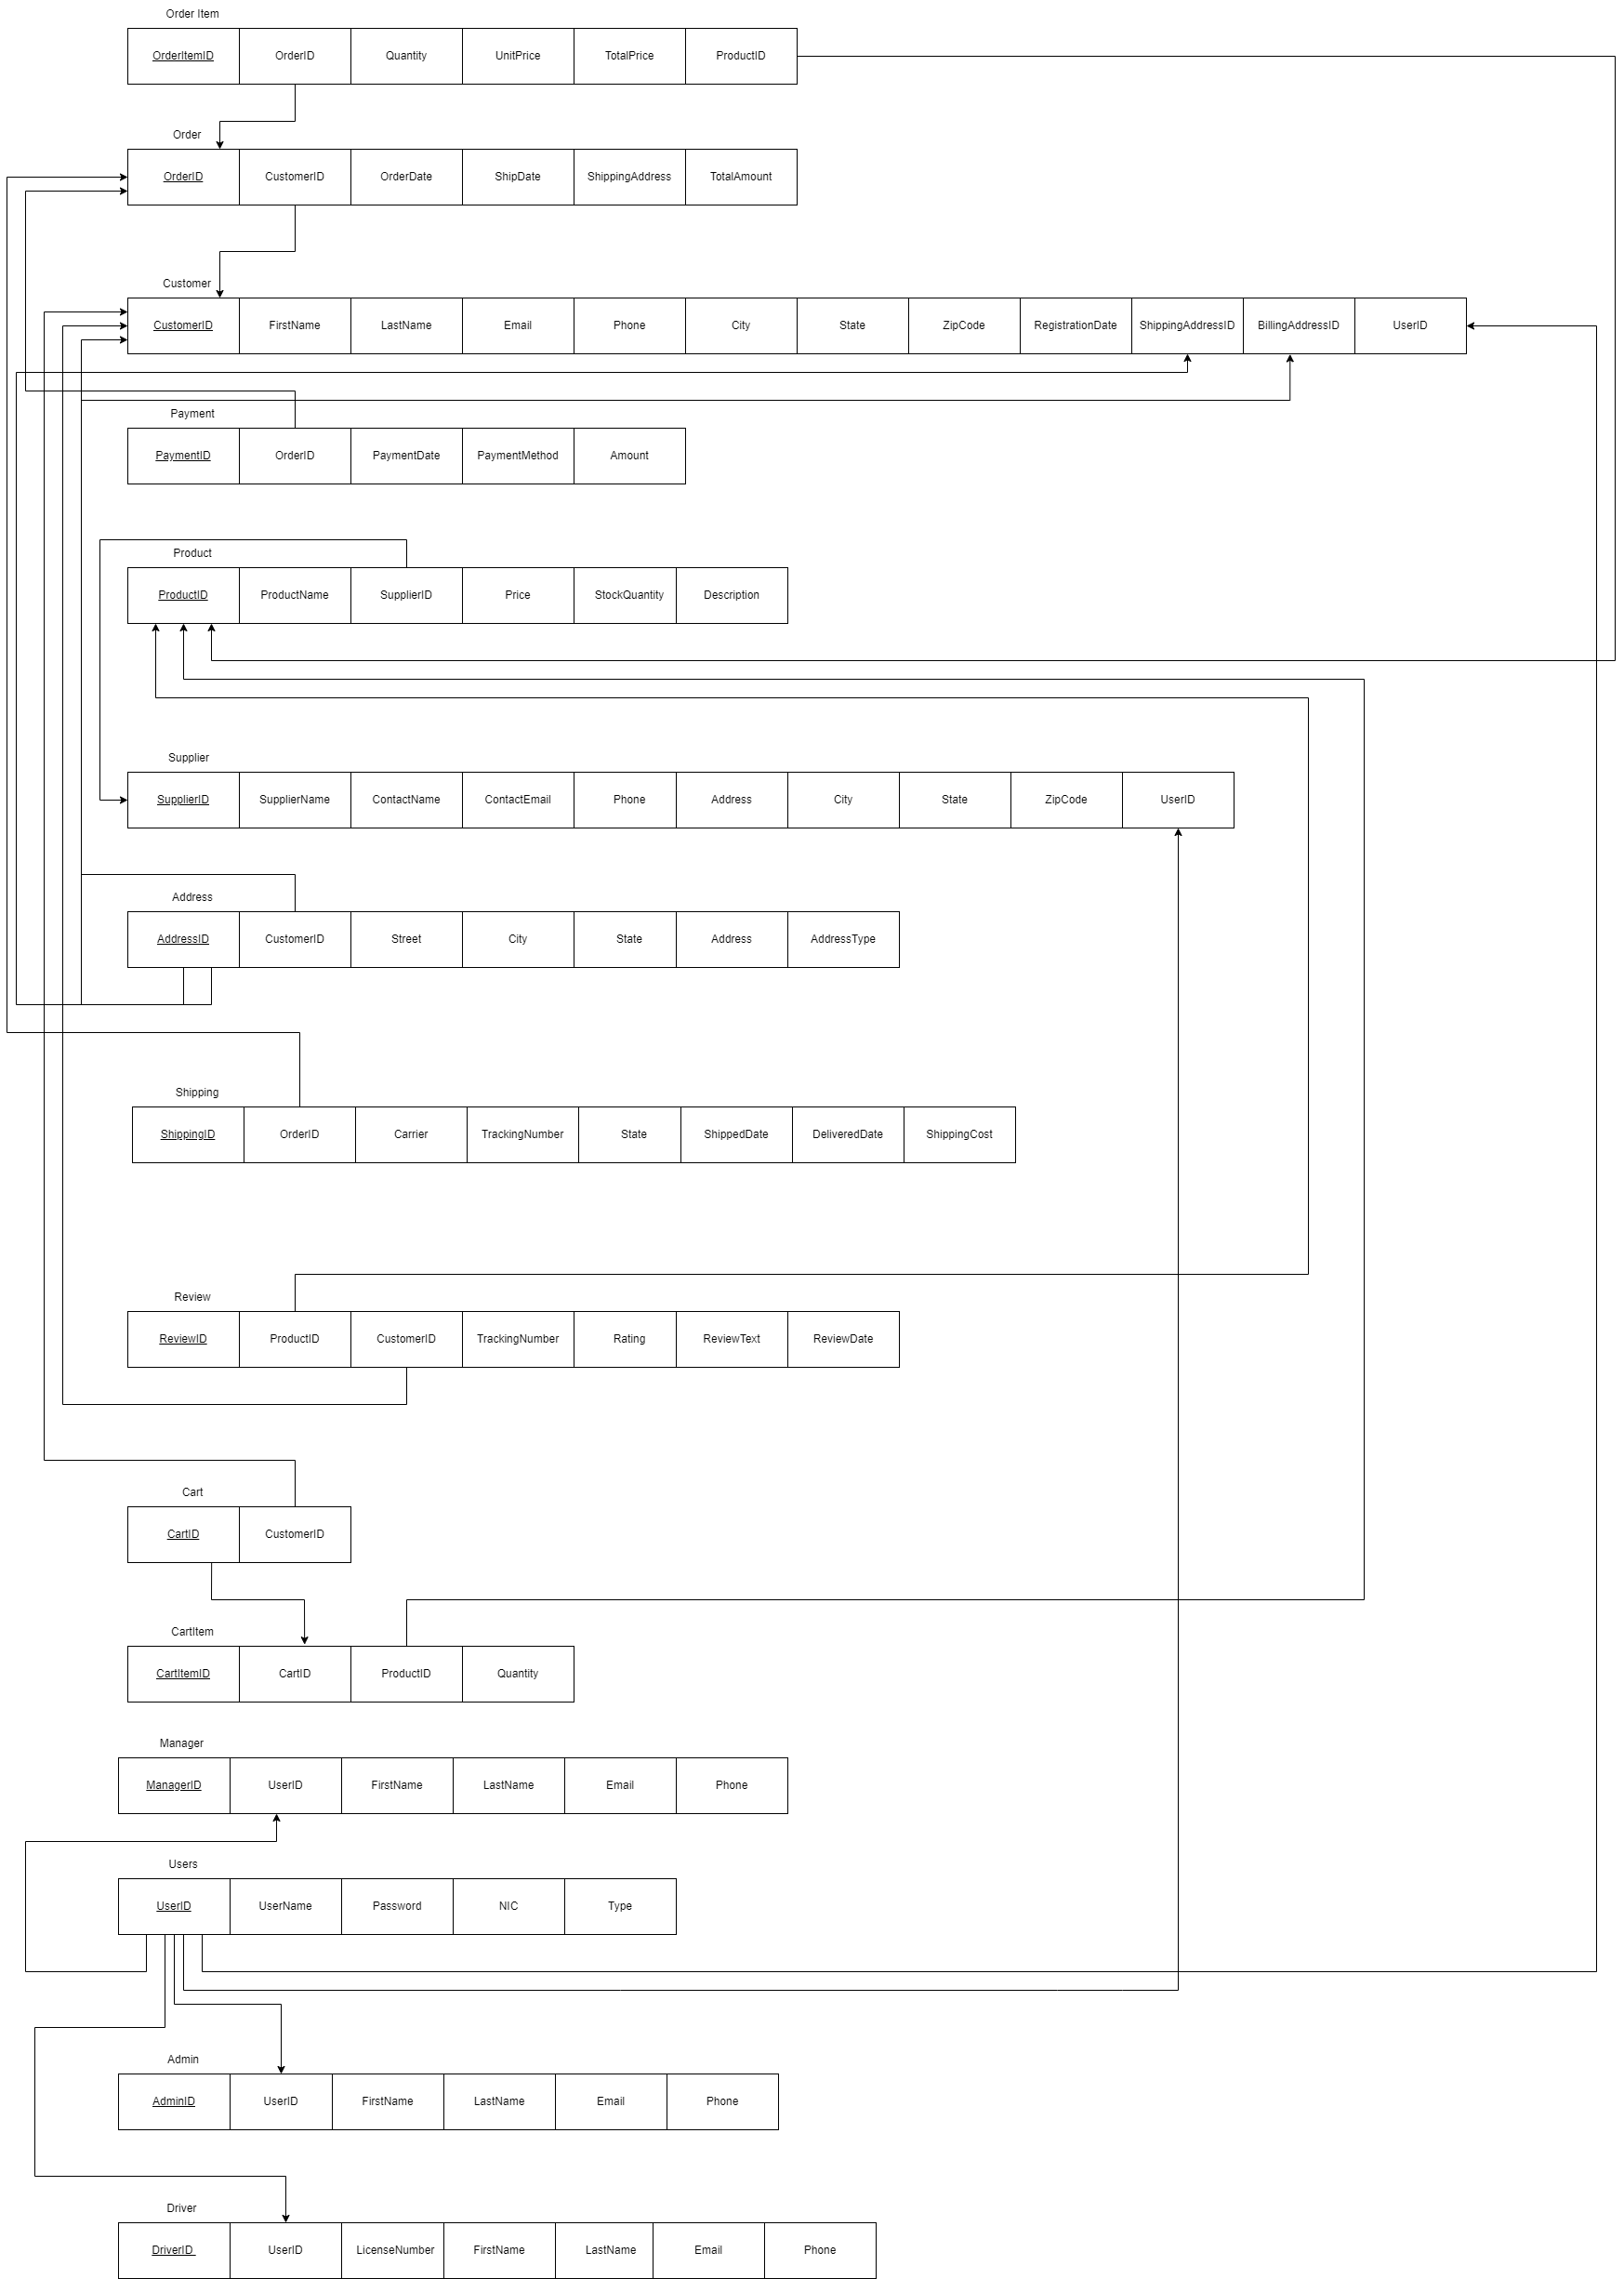 Order Item
OrderItemID OrderID Quantity UnitPrice TotalPrice ProductID
Order
OrderID CustomerID OrderDate ShipDate ShippingAddress TotalAmount
Customer
CustomerID FirstName LastName Email Phone City State ZipCode RegistrationDate ShippingAddressID BillingAddressID UserID
Payment
PaymentID OrderID PaymentDate PaymentMethod Amount
Product
ProductID ProductName SupplierID Price StockQuantity Description
Supplier
SupplierID SupplierName ContactName ContactEmail Phone Address City State ZipCode UserID
Address
AddressID CustomerID Street City State Address AddressType
Shipping
ShippingID OrderID Carrier TrackingNumber State ShippedDate DeliveredDate ShippingCost
Review
ReviewID ProductID CustomerID TrackingNumber Rating ReviewText ReviewDate
Cart
CartID CustomerID
CartItem
CartItemID CartID ProductID Quantity
Manager
ManagerID UserID FirstName LastName Email Phone
Users
UserID UserName Password NIC Type
Admin
AdminID UserID FirstName LastName Email Phone
Driver
DriverID UserID LicenseNumber FirstName LastName Email Phone